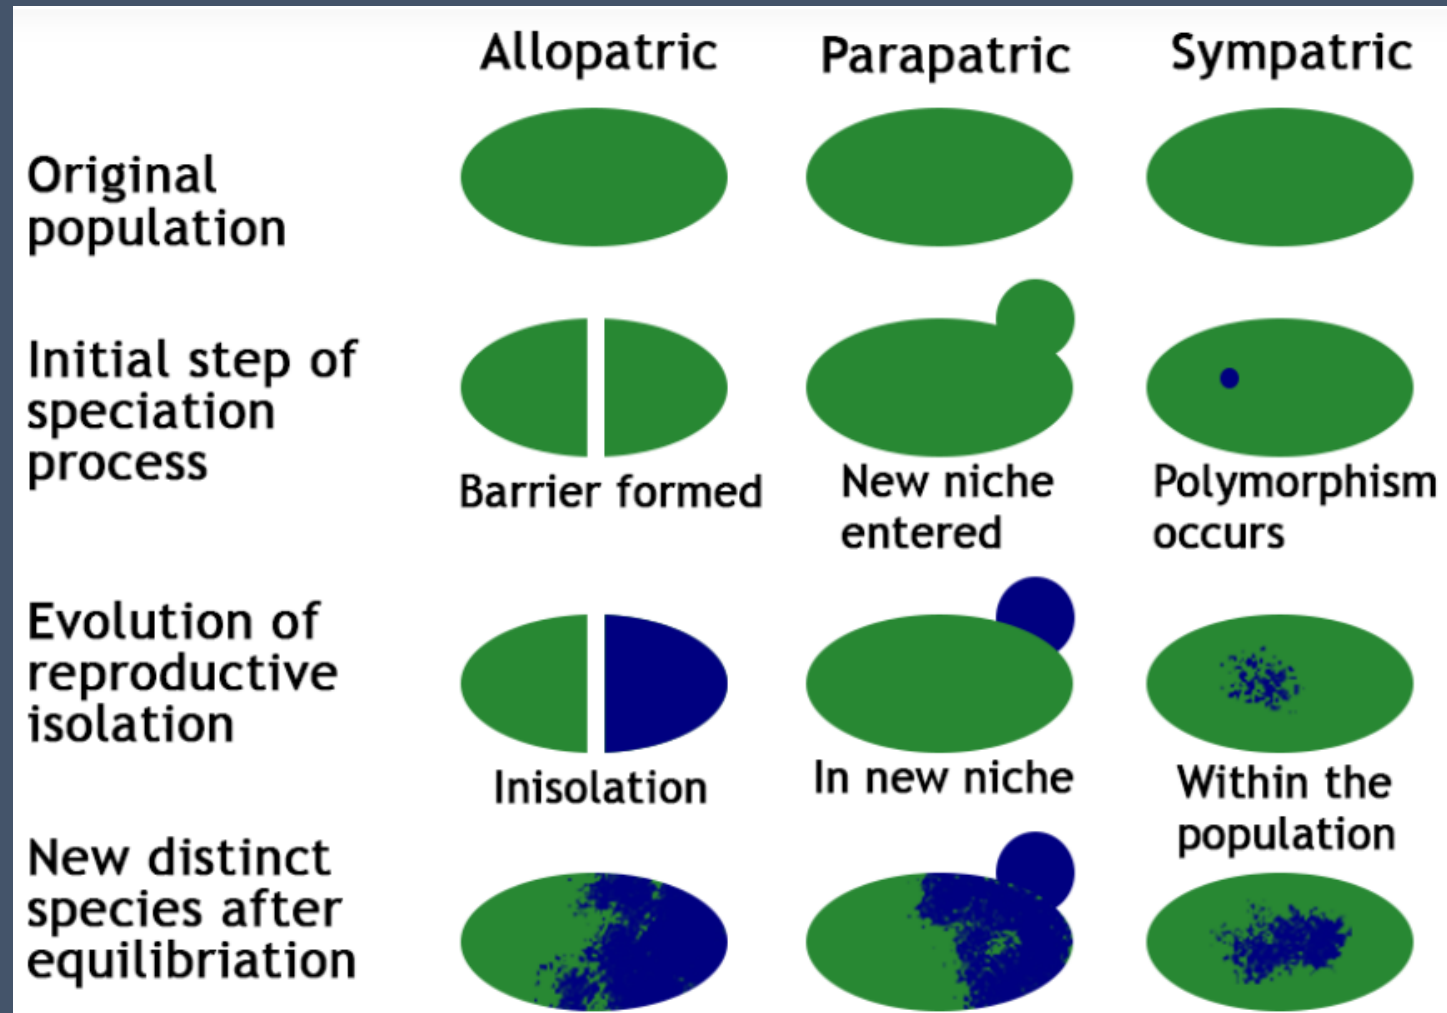 Allopatric
Parapatric
Sympatric
Original
population
Initial step of
speciation
process
Barrier formed
New niche
entered
Polymorphism
occurs
Evolution of
reproductive
isolation
Inisolation
In new niche
Within the
population
New distinct
species after
equilibriation